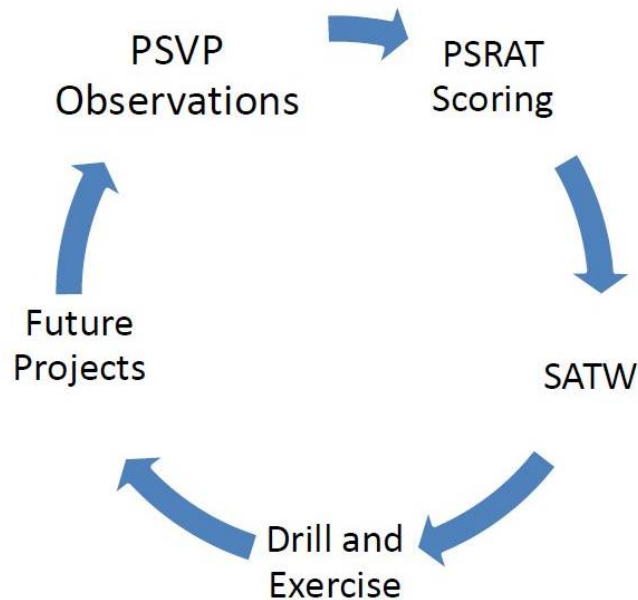 PSVP
Observations
PSRAT
Scoring
SATW
Drill and
Exercise
Future
Projects